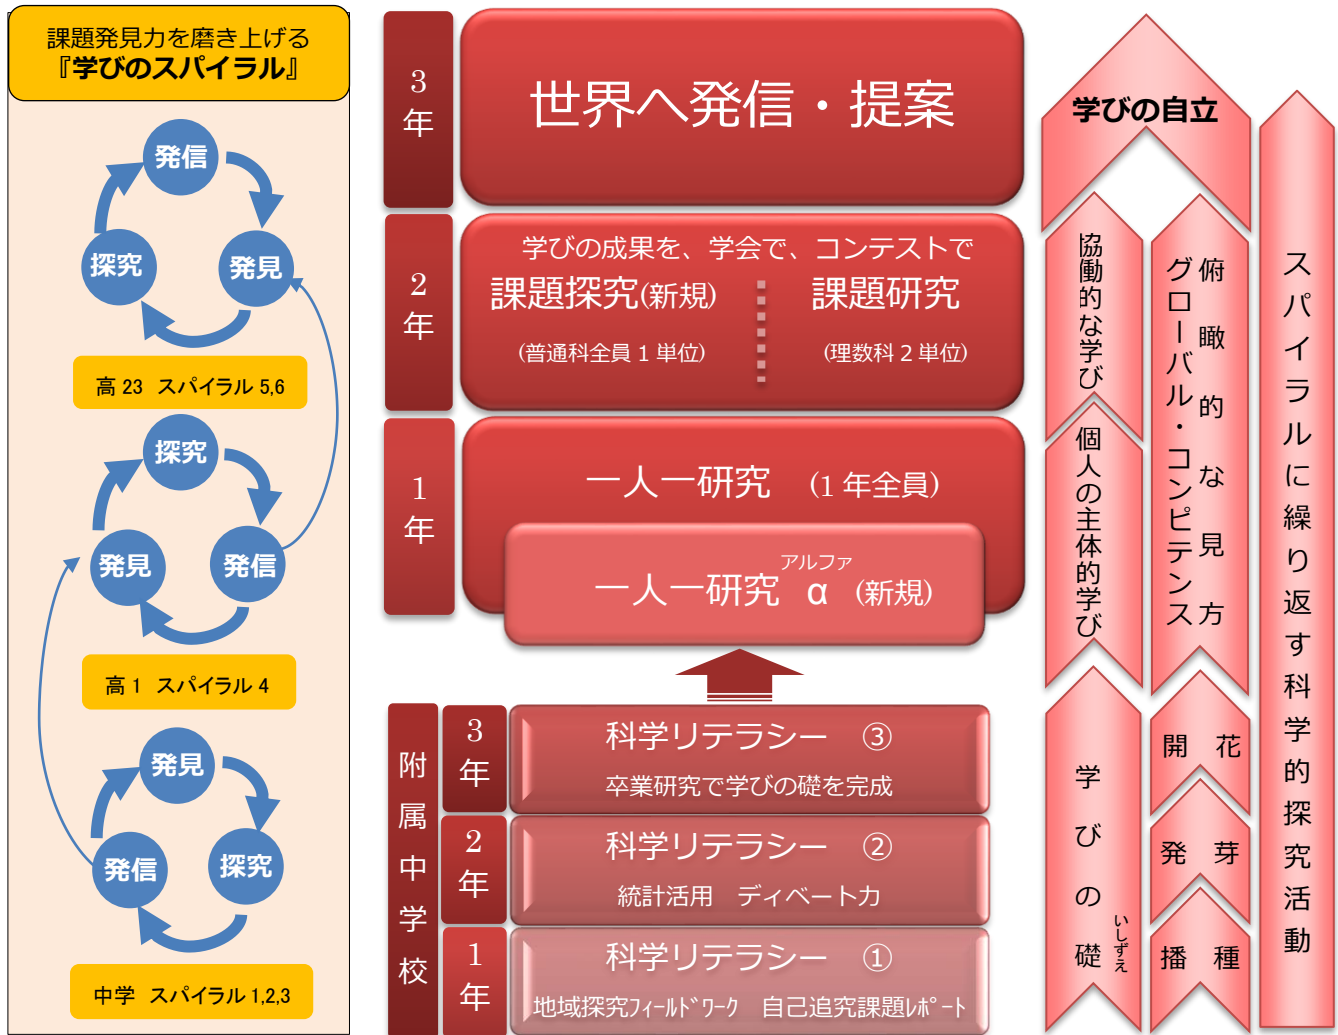 課題発見力を磨き上げる
『学びのスパイラル』
発信
探究
発見
高23 スパイラル5,6
探究
発見
発信
高1 スパイラル4
発見
発信
探究
中学 スパイラル1,2,3
3年
世界へ発信・提案
2年
学びの成果を、学会で、コンテストで
課題探究(新規)
課題研究
(普通科全員1単位)
(理数科2単位)
1年
一人一研究 (1年全員)
アルファ
一人一研究 α (新規)
附属中学校
3年
科学リテラシー ③
卒業研究で学びの礎を完成
2年
科学リテラシー ②
統計活用 ディベート力
1年
科学リテラシー ①
地域探究フィールドワーク 自己追究課題レポート
学びの自立
協働的な学び
個人の主体的学び
学びの礎
いしずえ
俯瞰的な見方
グローバル・コンピテンス
開花
発芽
播種
スパイラルに繰り返す科学的探究活動